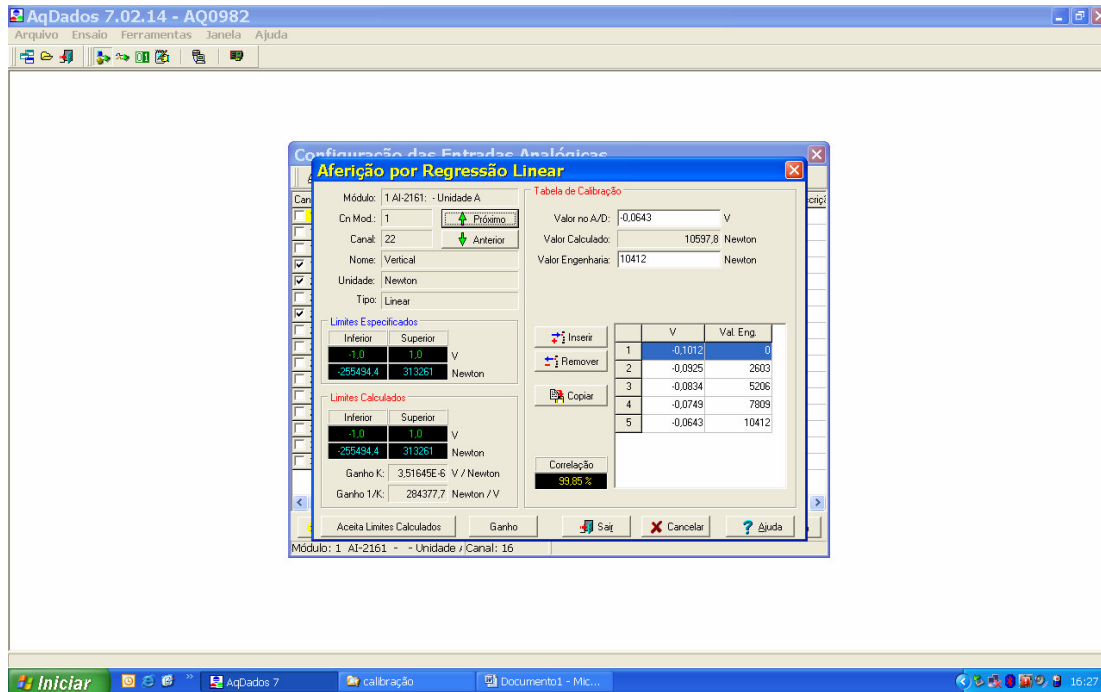 AqDados 7.02.14 - AQ0982
Arquivo Ensaio Ferramentas Janela Ajuda
Configuração das Entradas Analógicas
Aferição por Regressão Linear
Módulo: 1 AI-2161: - Unidade A
Cn Mod.: 1 Próximo
Canal: 22 Anterior
Nome: Vertical
Unidade: Newton
Tipo: Linear
Limites Especificados
Inferior Superior
-1,0 1,0 V
-255494,4 313261 Newton
Limites Calculados
Inferior Superior
-1,0 1,0 V
-255494,4 313261 Newton
Ganho K: 3,51645E-6 V / Newton
Ganho 1/K: 284377,7 Newton / V
Tabela de Calibração
Valor no A/D: -0,0643 V
Valor Calculado: 10597,8 Newton
Valor Engenharia: 10412 Newton
Inserir
Remover
Copiar
V Val. Eng.
1 -0,1012 0
2 -0,0925 2603
3 -0,0834 5206
4 -0,0749 7809
5 -0,0643 10412
Correlação
99,85 %
Aceita Limites Calculados Ganho Sair Cancelar Ajuda
Módulo: 1 AI-2161 - - Unidade Canal: 16
Iniciar AqDados 7 calibração Documento1 - Mic... 16:27